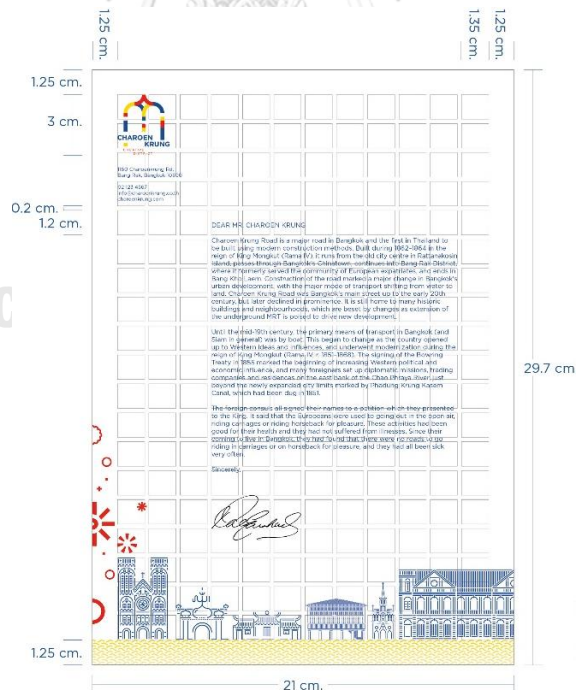 1.25 cm.
1.35 cm.
1.25 cm.
1.25 cm.
3 cm.
0.2 cm.
1.2 cm.
CHAROEN
KRUNG
1180 Charoenkrung Rd.,
Bang Rak, Bangkok 10500
02 123 4567
info@charoenkrung.co.th
charoenkrung.com
DEAR MR. CHAROEN KRUNG
Charoen Krung Road is a major road in Bangkok and the first in Thailand to
be built using modern construction methods. Built during 1862-1864 in the
reign of King Mongkut (Rama IV), it runs from the old city centre in Rattanakosin
Island, passes through Bangkok's Chinatown, continues into Bang Rak District,
where it formerly served the community of European expatriates, and ends in
Bang Kho Laem. Construction of the road marked a major change in Bangkok's
urban development, with the major mode of transport shifting from water to
land. Charoen Krung Road was Bangkok's main street up to the early 20th
century, but later declined in prominence. It is still home to many historic
buildings and neighbourhoods, which are beset by changes as extension of
the underground MRT is poised to drive new development.
Until the mid-19th century, the primary means of transport in Bangkok (and
Siam in general) was by boat. This began to change as the country opened
up to Western ideas and influences, and underwent modernization during the
reign of King Mongkut (Rama IV – 1851-1868). The signing of the Bowring
Treaty in 1855 marked the beginning of increasing Western political and
economic influence, and many foreigners set up diplomatic missions, trading
companies and residences on the east bank of the Chao Phraya River, just
beyond the newly expanded city limits marked by Phadung Krung Kasem
Canal, which had been dug in 1851.
The foreign consuls all signed their names to a petition which they presented
to the King. It said that the Europeans were used to going out in the open air,
riding carriages or riding horseback for pleasure. These activities had been
good for their health and they had not suffered from illnesses. Since their
coming to live in Bangkok, they had found that there were no roads to go
riding in carriages or on horseback for pleasure, and they had all been sick
very often.
Sincerely,
29.7 cm
1.25 cm.
21 cm.